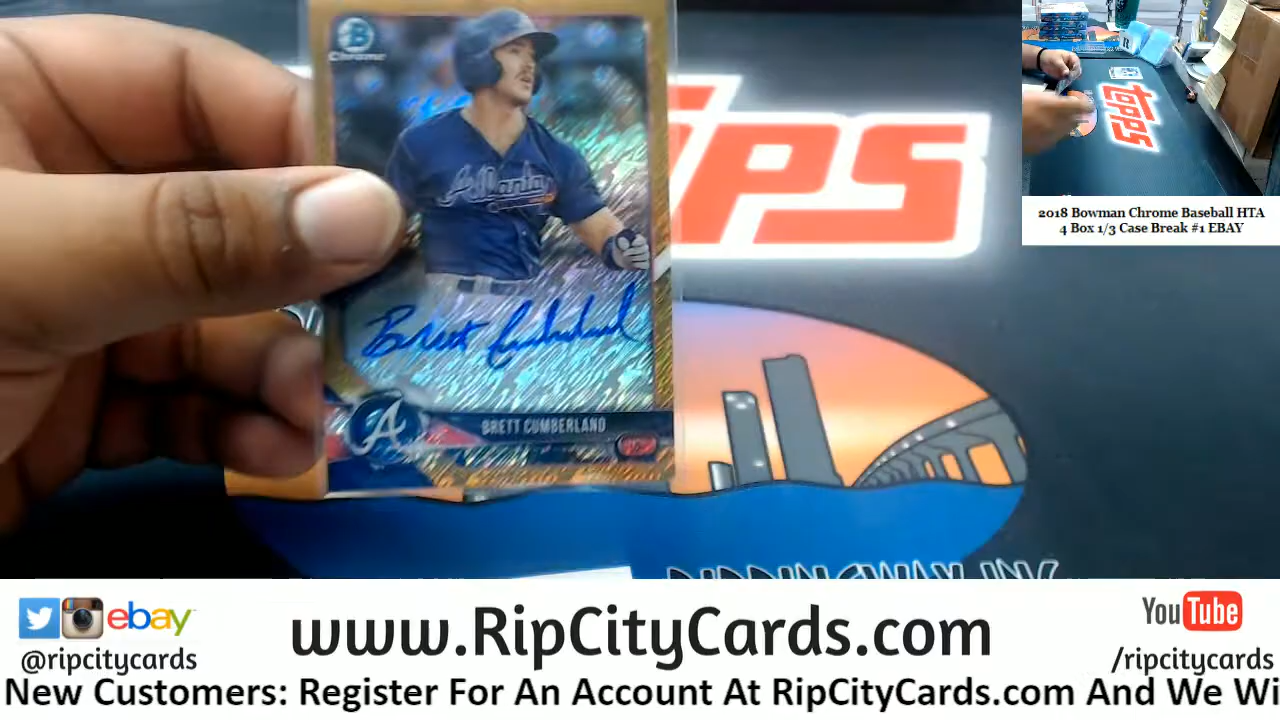 Chrome
Atlanta
Brett Cumberland
A
BRETT CUMBERLAND
TOPPS
2018 Bowman Chrome Baseball HTA
4 Box 1/3 Case Break #1 EBAY
ebay
@ripcitycards
www.RipCityCards.com
YouTube
/ripcitycards
New Customers: Register For An Account At RipCityCards.com And We Wi